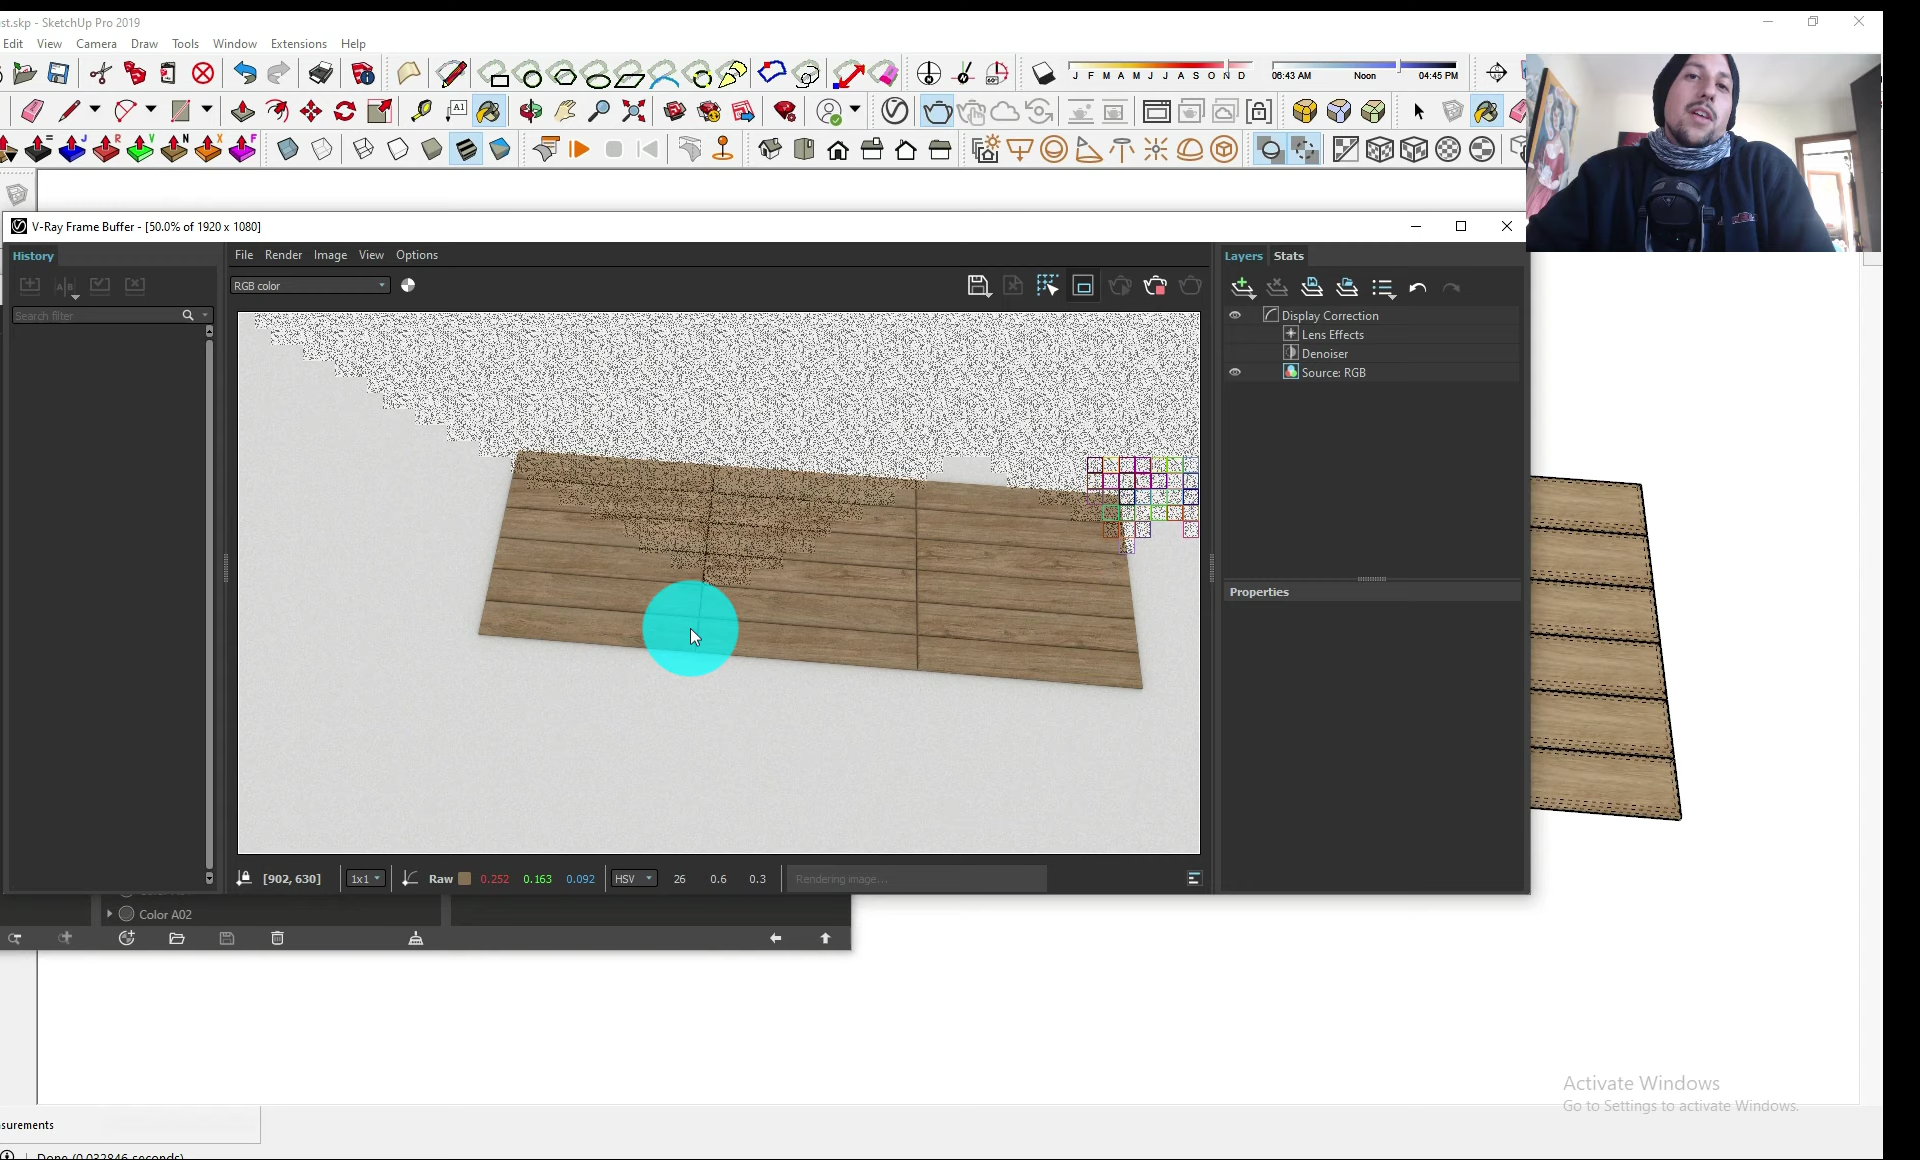 st.skp - SketchUp Pro 2019
Edit View Camera Draw Tools Window Extensions Help
J F M A M J J A S O N D
06:43 AM Noon 04:45 PM
V-Ray Frame Buffer - [50.0% of 1920 x 1080]
History
File Render Image View Options
Layers Stats
RGB color
Search filter
Display Correction
Lens Effects
Denoiser
Source: RGB
Properties
[902, 630] 1x1 Raw 0.252 0.163 0.092 HSV 26 0.6 0.3 Rendering image...
Color A02
Activate Windows
Go to Settings to activate Windows.
surements
Done (0.032846 seconds)